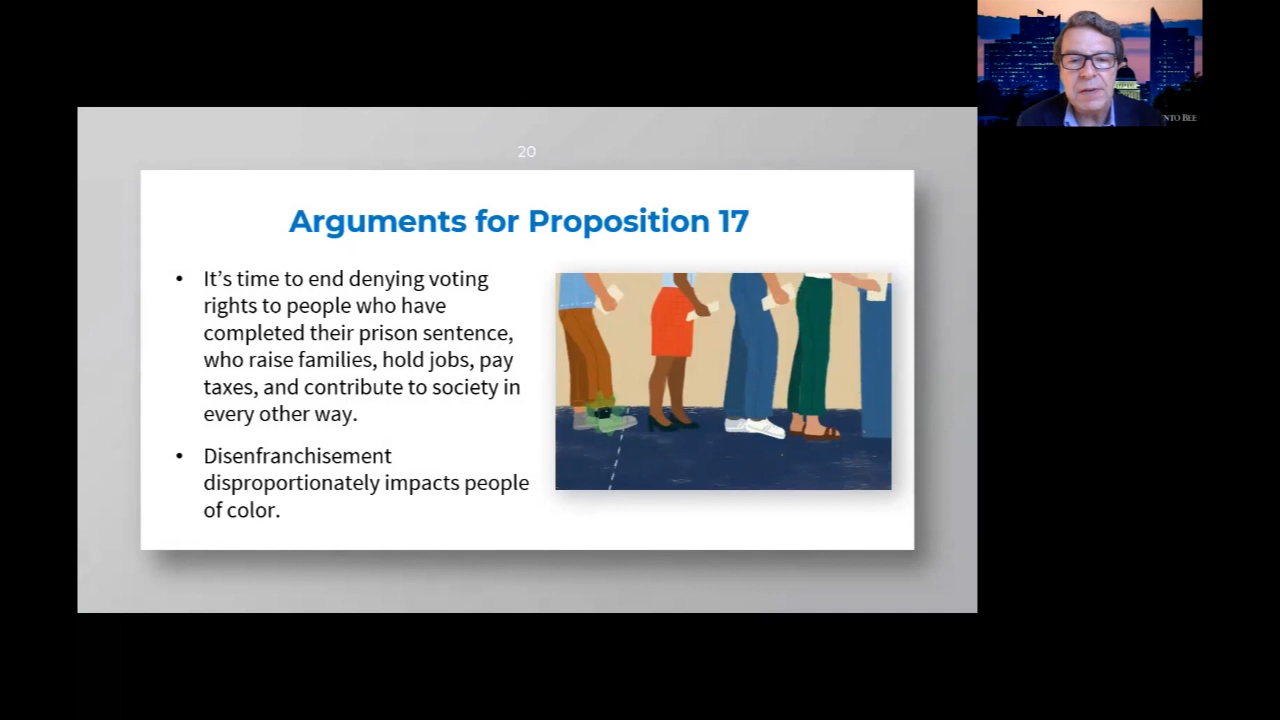 20
Arguments for Proposition 17
• It’s time to end denying voting
rights to people who have
completed their prison sentence,
who raise families, hold jobs, pay
taxes, and contribute to society in
every other way.
• Disenfranchisement
disproportionately impacts people
of color.
NTO BEE